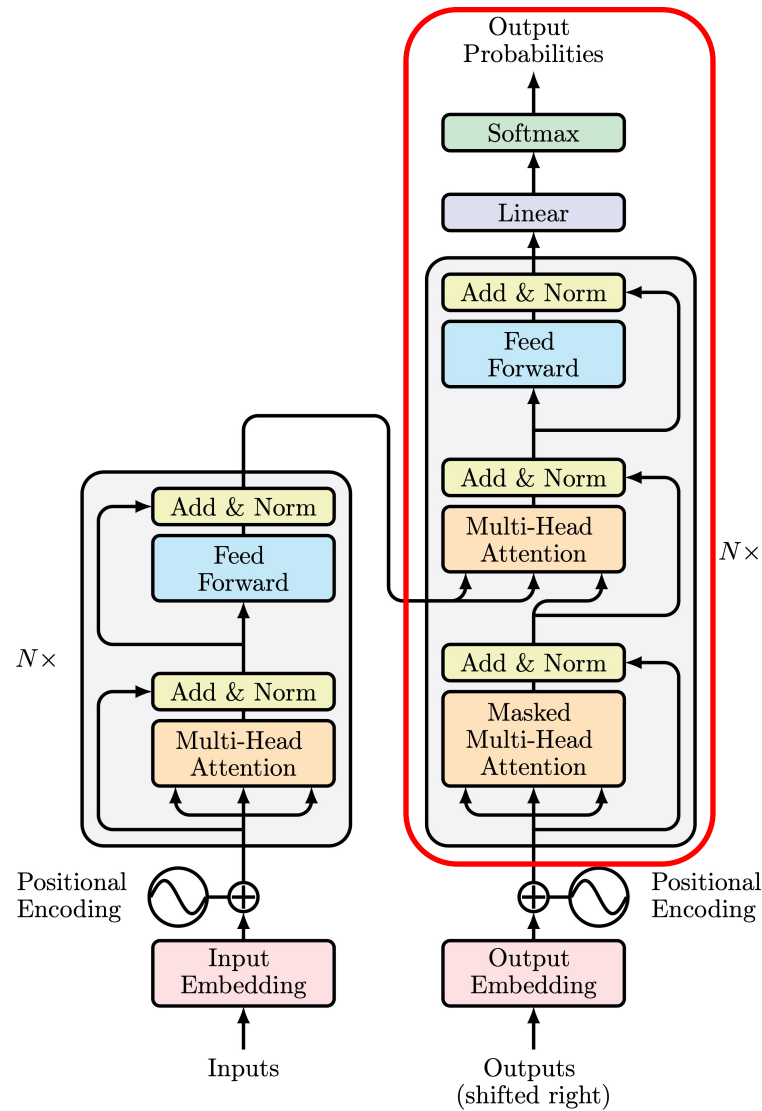 Output
Probabilities
Softmax
Linear
Add & Norm
Feed
Forward
Add & Norm
Multi-Head
Attention
N×
Add & Norm
Masked
Multi-Head
Attention
Add & Norm
Feed
Forward
N×
Add & Norm
Multi-Head
Attention
Positional
Encoding
Positional
Encoding
Input
Embedding
Output
Embedding
Inputs
Outputs
(shifted right)